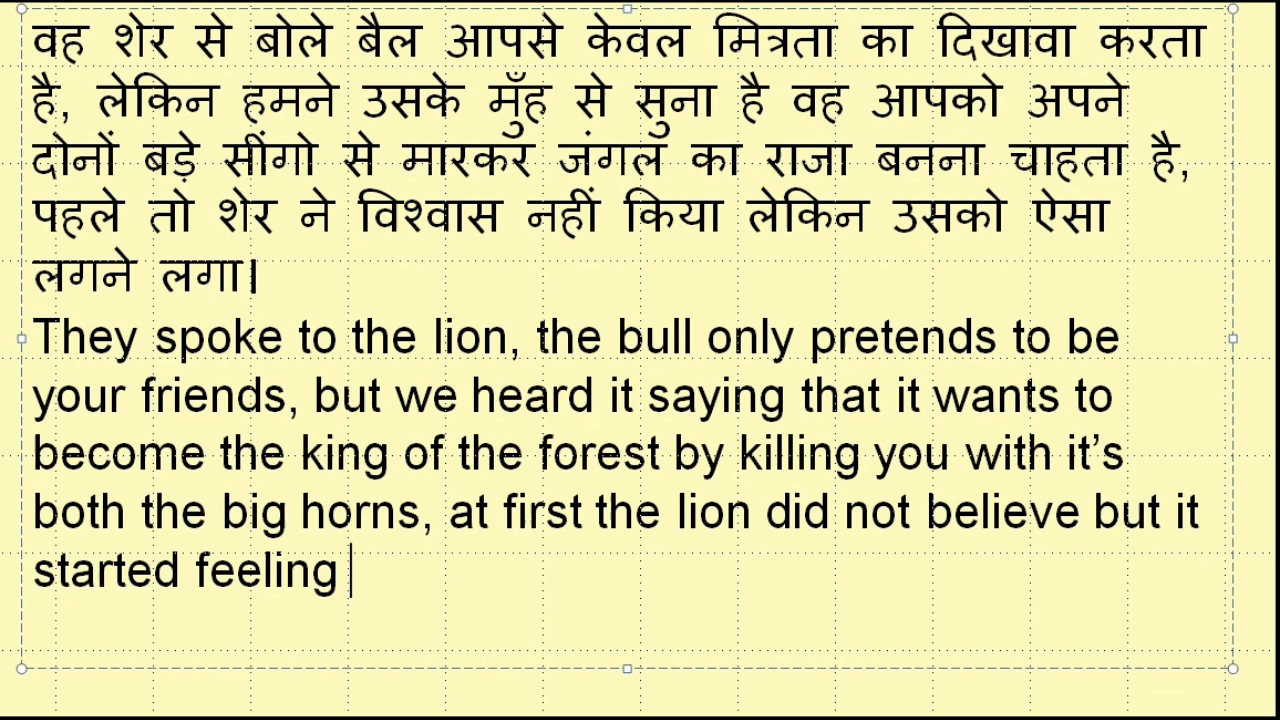 वह शेर से बोले बैल आपसे केवल मित्रता का दिखावा करता
है, लेकिन हमने उसके मुँह से सुना है वह आपको अपने
दोनों बड़े सींगो से मारकर जंगल का राजा बनना चाहता है,
पहले तो शेर ने विश्वास नहीं किया लेकिन उसको ऐसा
लगने लगा।
They spoke to the lion, the bull only pretends to be
your friends, but we heard it saying that it wants to
become the king of the forest by killing you with it’s
both the big horns, at first the lion did not believe but it
started feeling